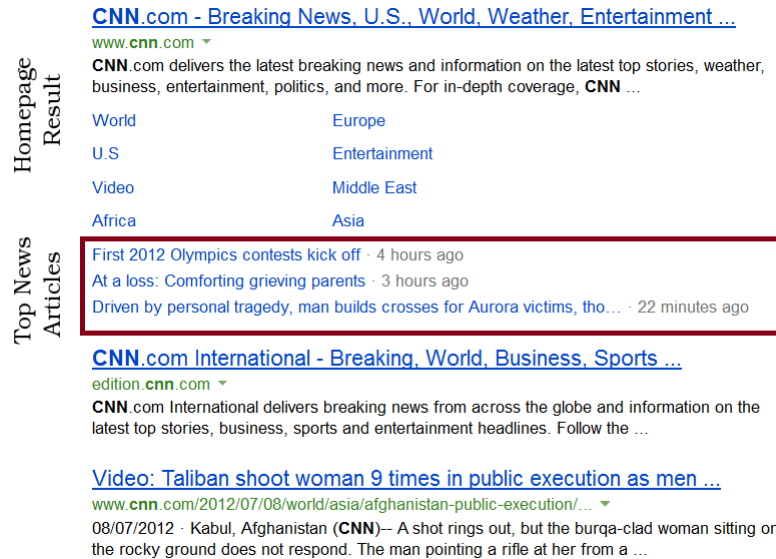 CNN.com - Breaking News, U.S., World, Weather, Entertainment ...
www.cnn.com
CNN.com delivers the latest breaking news and information on the latest top stories, weather,
business, entertainment, politics, and more. For in-depth coverage, CNN ...
Homepage
Result
World Europe
U.S Entertainment
Video Middle East
Africa Asia
Top News
Articles
First 2012 Olympics contests kick off · 4 hours ago
At a loss: Comforting grieving parents · 3 hours ago
Driven by personal tragedy, man builds crosses for Aurora victims, tho... · 22 minutes ago
CNN.com International - Breaking, World, Business, Sports ...
edition.cnn.com
CNN.com International delivers breaking news from across the globe and information on the
latest top stories, business, sports and entertainment headlines. Follow the ...
Video: Taliban shoot woman 9 times in public execution as men ...
www.cnn.com/2012/07/08/world/asia/afghanistan-public-execution/...
08/07/2012 · Kabul, Afghanistan (CNN)-- A shot rings out, but the burqa-clad woman sitting on
the rocky ground does not respond. The man pointing a rifle at her from a ...